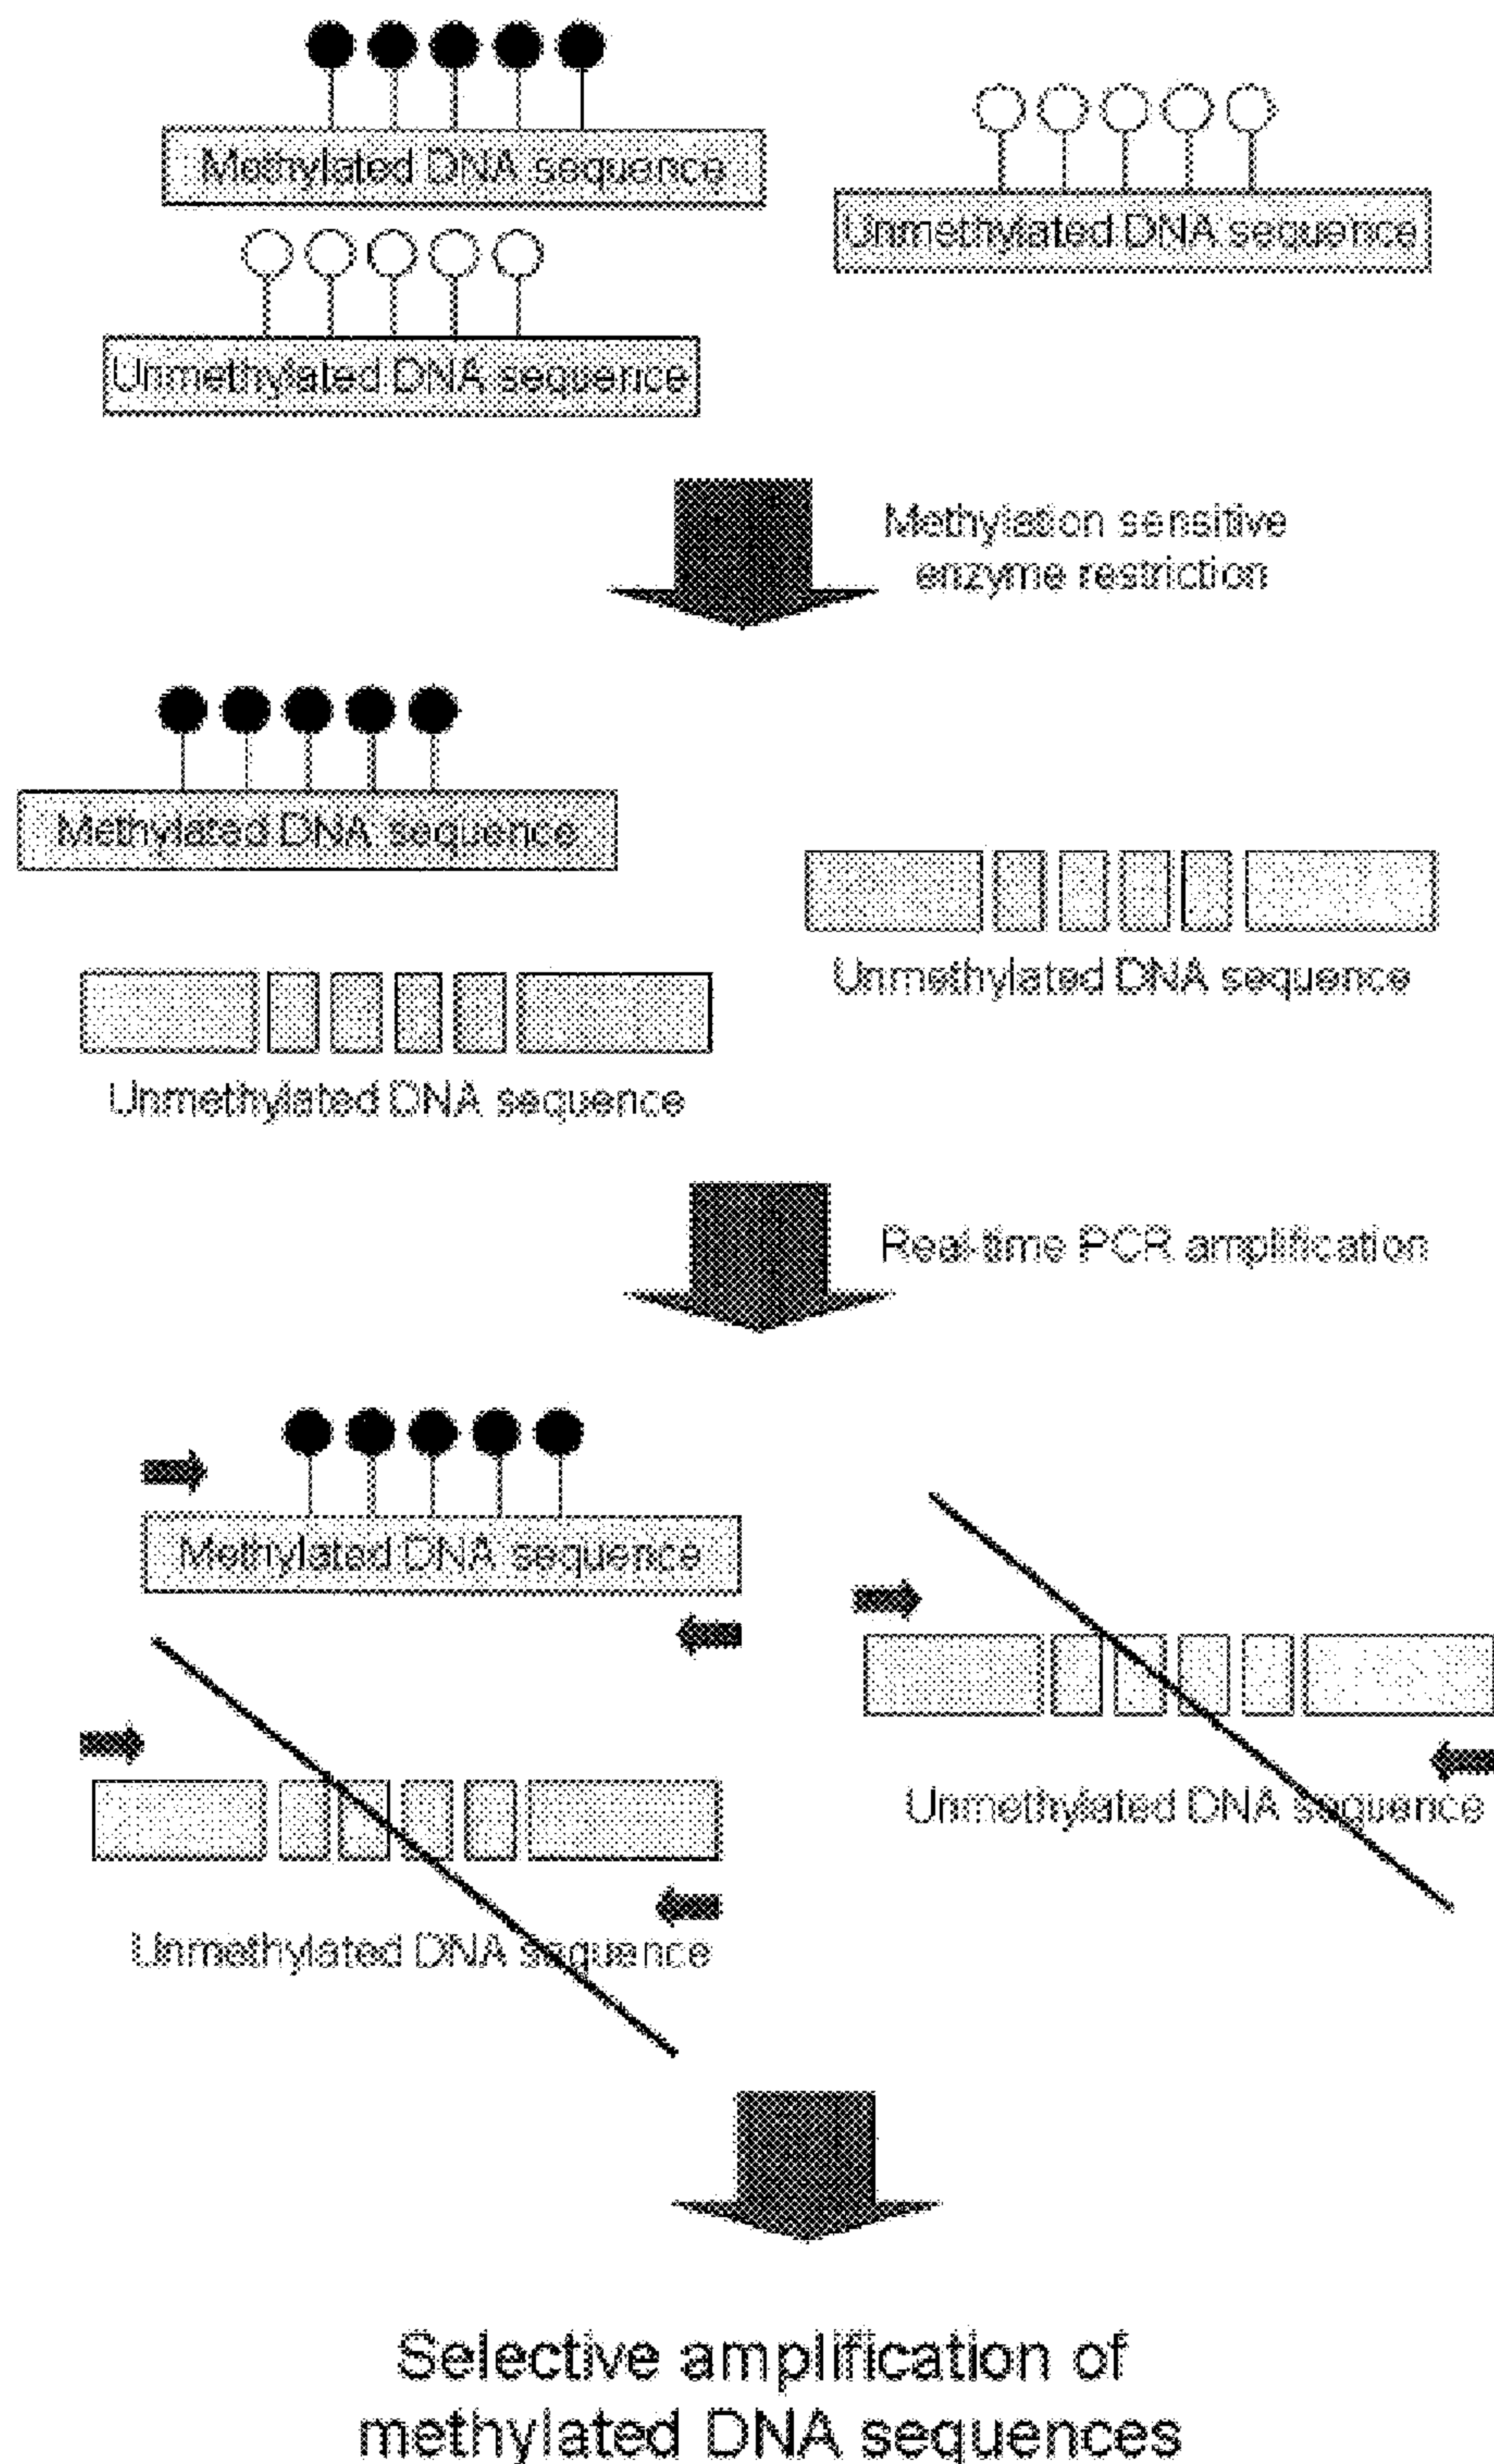 Methylated DNA sequence
Unmethylated DNA sequence
Unmethylated DNA sequence
Methylation sensitive
enzyme restriction
Methylated DNA sequence
Unmethylated DNA sequence
Unmethylated DNA sequence
Real-time PCR amplification
Methylated DNA sequence
Unmethylated DNA sequence
Unmethylated DNA sequence
Selective amplification of
methylated DNA sequences